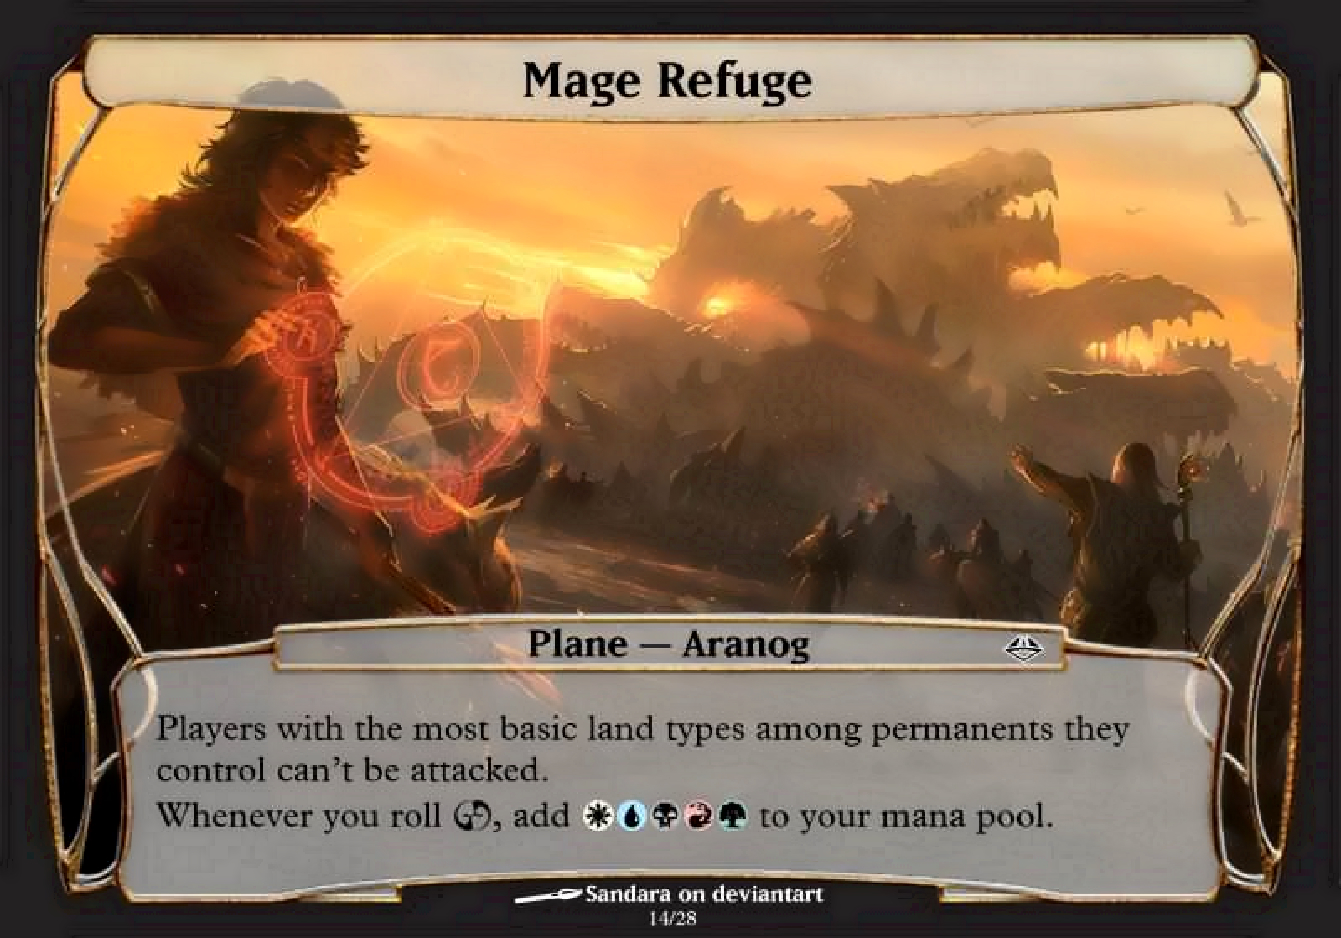 Mage Refuge
Plane — Aranog
Players with the most basic land types among permanents they
control can't be attacked.
Whenever you roll , add to your mana pool.
Sandara on deviantart
14/28